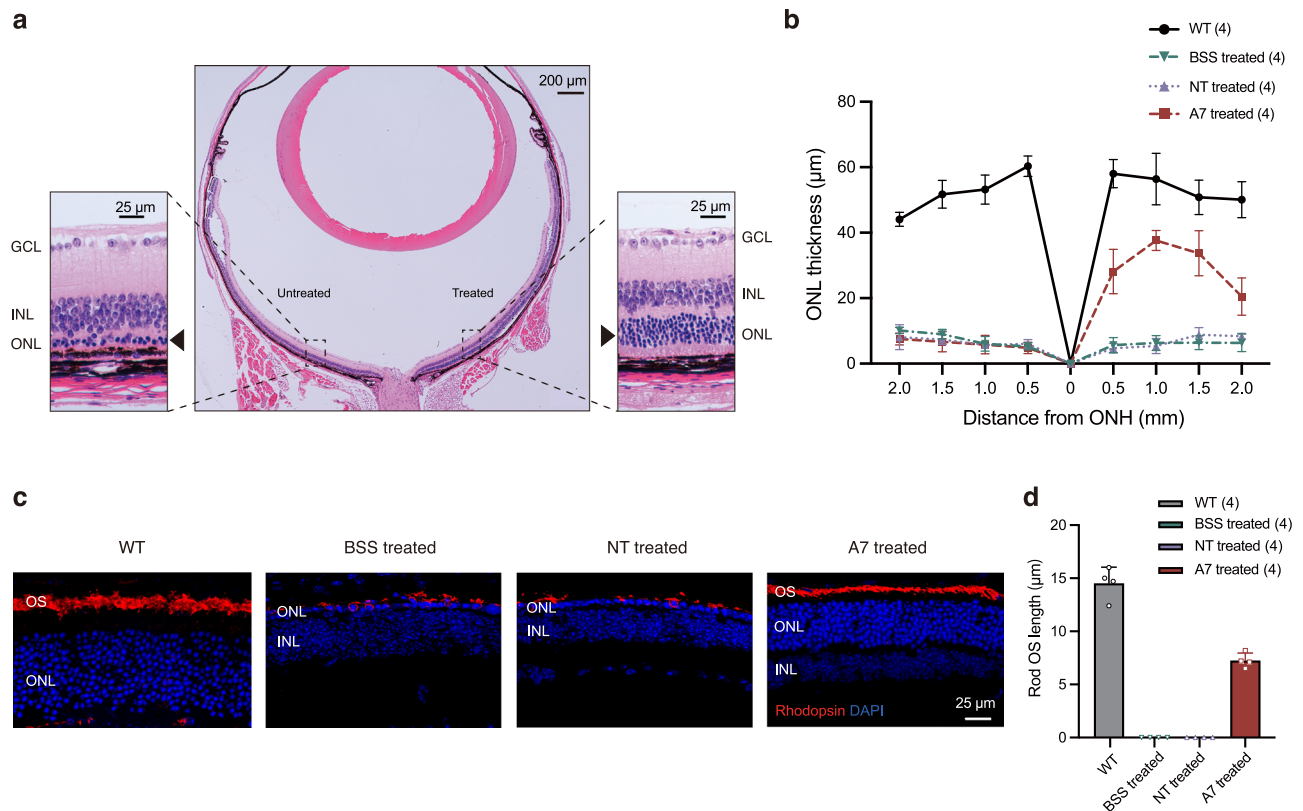 a
200 µm
25 µm
GCL
INL
ONL
Untreated
Treated
25 µm
GCL
INL
ONL
b
WT (4)
BSS treated (4)
NT treated (4)
A7 treated (4)
ONL thickness (µm)
80
60
40
20
0
2.0 1.5 1.0 0.5 0 0.5 1.0 1.5 2.0
Distance from ONH (mm)
c
WT
BSS treated
NT treated
A7 treated
OS
ONL
ONL
INL
ONL
INL
OS
ONL
INL
Rhodopsin DAPI
25 µm
d
WT (4)
BSS treated (4)
NT treated (4)
A7 treated (4)
Rod OS length (µm)
20
15
10
5
0
WT
BSS treated
NT treated
A7 treated